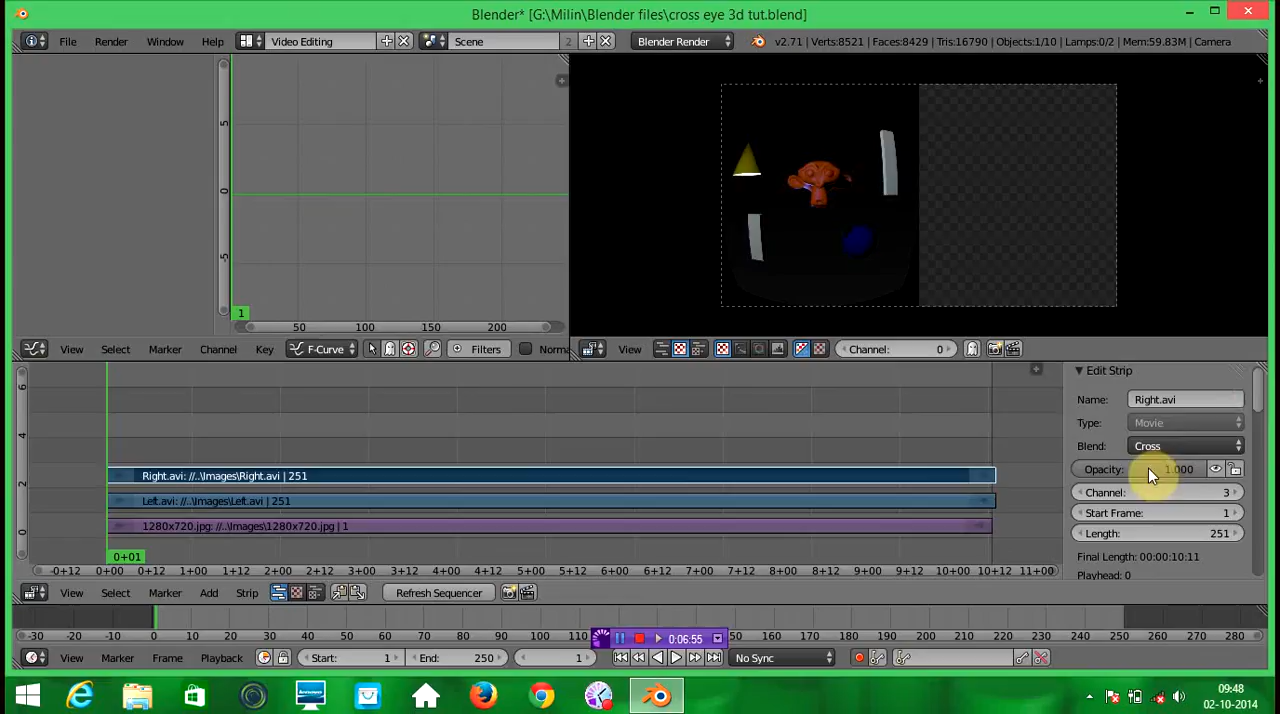 Blender* [G:\Milin\Blender files\cross eye 3d tut.blend]
File Render Window Help Video Editing Scene 2 Blender Render v2.71 | Verts:8521 | Faces:8429 | Tris:16790 | Objects:1/10 | Lamps:0/2 | Mem:59.83M | Camera
5
0
-5
1
50 100 150 200
View Select Marker Channel Key F-Curve Filters Norma
View Channel: 0
Edit Strip
Name: Right.avi
Type: Movie
Blend: Cross
Opacity: 1.000
Channel: 3
Start Frame: 1
Length: 251
Final Length: 00:00:10:11
Playhead: 0
6
4
2
0
Right.avi: //..\Images\Right.avi | 251
Left.avi: //..\Images\Left.avi | 251
1280x720.jpg: //..\Images\1280x720.jpg | 1
0+01
-0+12 0+00 0+12 1+00 1+12 2+00 2+12 3+00 3+12 4+00 4+12 5+00 5+12 6+00 6+12 7+00 7+12 8+00 8+12 9+00 9+12 10+00 10+12 11+00
View Select Marker Add Strip Refresh Sequencer
0:06:55
-30 -20 -10 0 10 20 30 40 50 60 70 80 90 100 110 160 170 180 190 200 210 220 230 240 250 260 270 280
View Marker Frame Playback Start: 1 End: 250 1 No Sync
09:48
02-10-2014